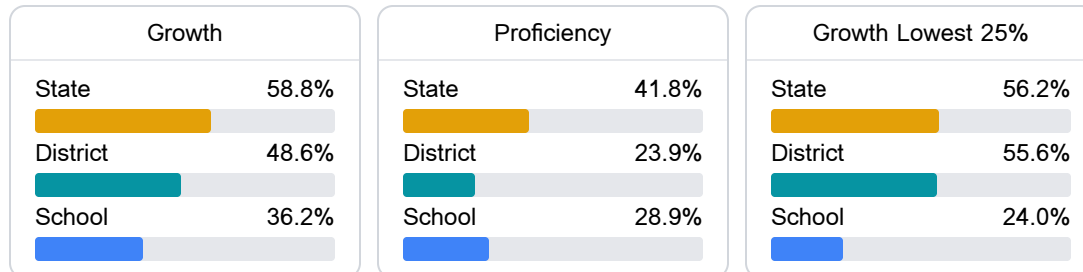 Growth
State 58.8%
District 48.6%
School 36.2%
Proficiency
State 41.8%
District 23.9%
School 28.9%
Growth Lowest 25%
State 56.2%
District 55.6%
School 24.0%